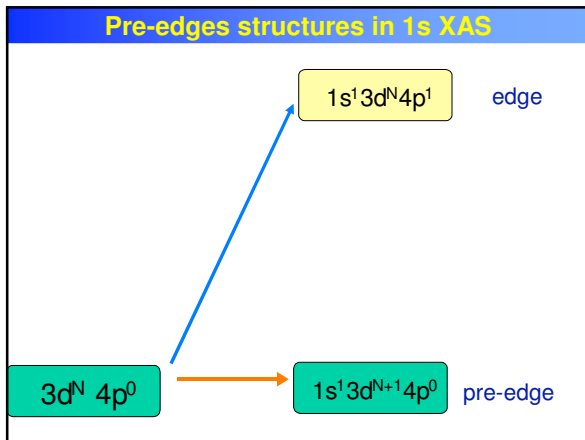 Pre-edges structures in 1s XAS
1s¹3dᴺ4p¹ edge
3dᴺ 4p⁰ 1s¹3dᴺ⁺¹4p⁰ pre-edge